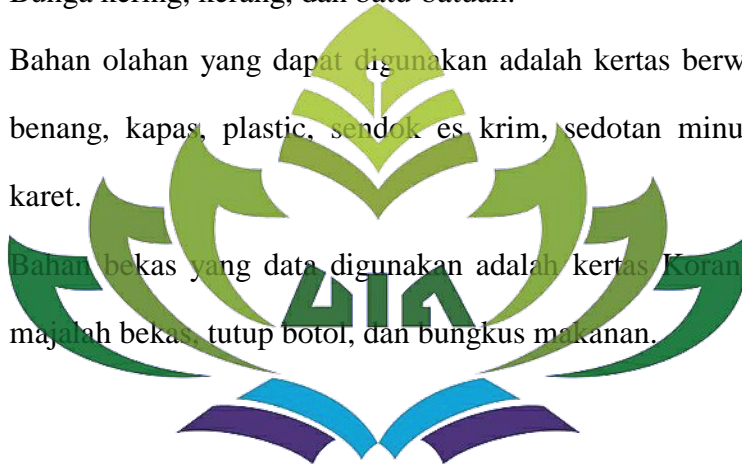 Bunga kering, kerang, dan batu-batuan.
Bahan olahan yang dapat digunakan adalah kertas berw
benang, kapas, plastic, sendok es krim, sedotan minu
karet.
Bahan bekas yang data digunakan adalah kertas Koran
UIN
majalah bekas, tutup botol, dan bungkus makanan.